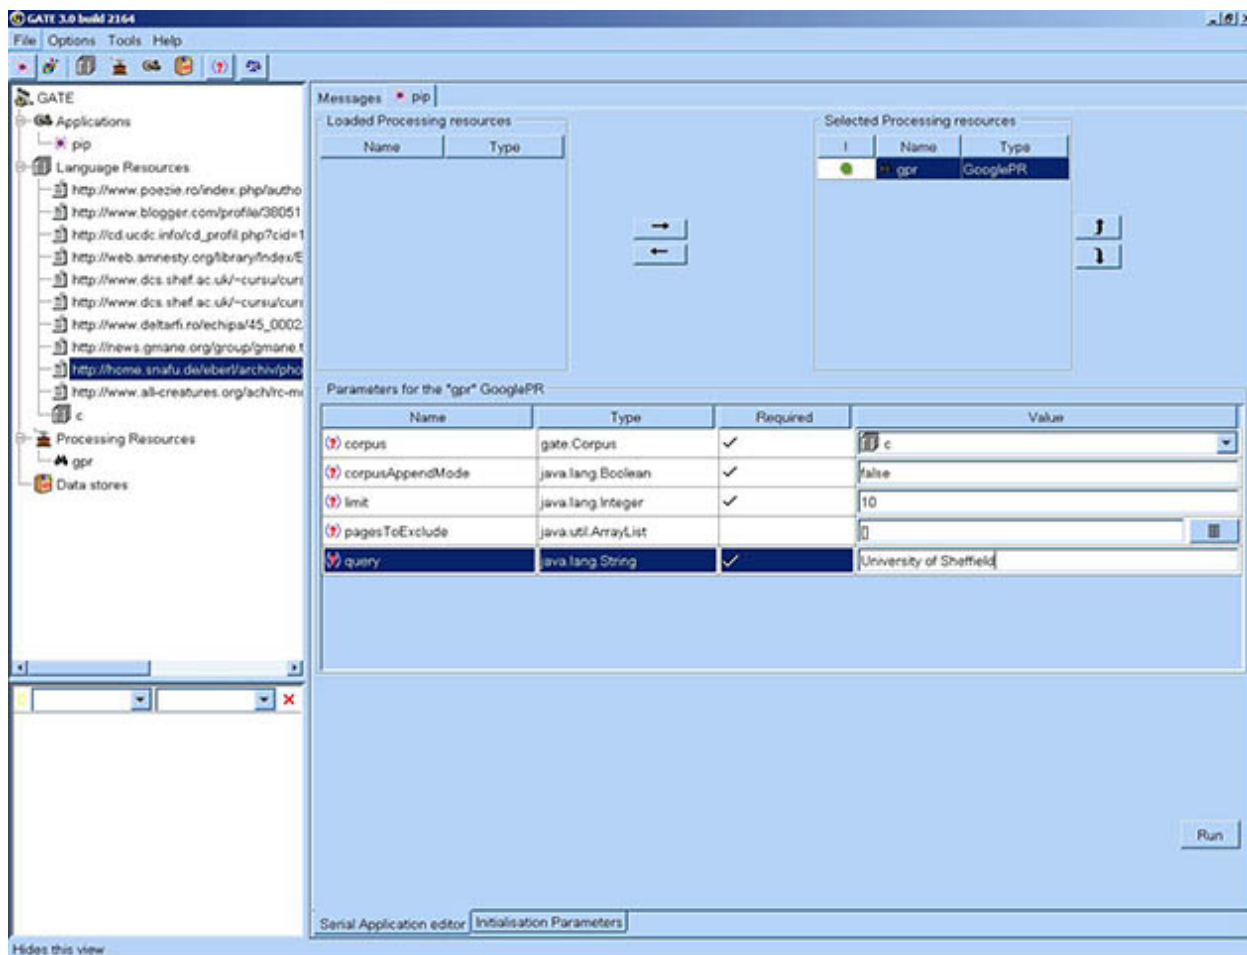 GATE 3.0 build 2164
File Options Tools Help
GATE
Applications
pip
Language Resources
http://www.poezie.ro/index.php/autho
http://www.blogger.com/profile/38051
http://cd.ucdc.info/cd_profil.php?cid=1
http://web.amnesty.org/library/Index/E
http://www.dcs.shef.ac.uk/~cursu/curs
http://www.dcs.shef.ac.uk/~cursu/curs
http://www.deltarfi.ro/echipa/45_0002.
http://news.gmane.org/group/gmane.t
http://home.snafu.de/eberl/archiv/pho
http://www.all-creatures.org/ach/rc-m
c
Processing Resources
gpr
Data stores
Messages pip
Loaded Processing resources
Name Type
Selected Processing resources
! Name Type
gpr GooglePR
Parameters for the "gpr" GooglePR
Name Type Required Value
(?) corpus gate.Corpus ✓ c
(?) corpusAppendMode java.lang.Boolean ✓ false
(?) limit java.lang.Integer ✓ 10
(?) pagesToExclude java.util.ArrayList []
(?) query java.lang.String ✓ University of Sheffield
Run
Serial Application editor Initialisation Parameters
Hides this view